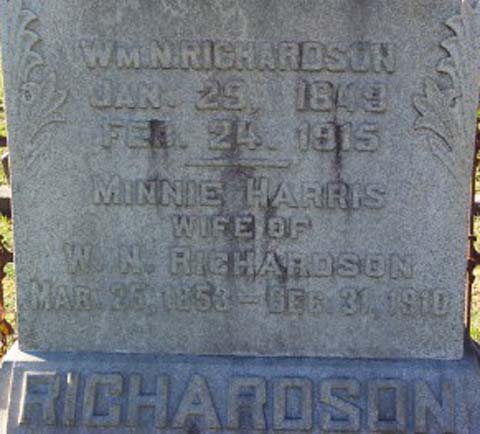 WM. N. RICHARDSON
JAN. 29, 1849
FEB. 24. 1915
MINNIE HARRIS
WIFE OF
W. N. RICHARDSON
MAR. 25, 1853 – DEC. 31, 1910
RICHARDSON